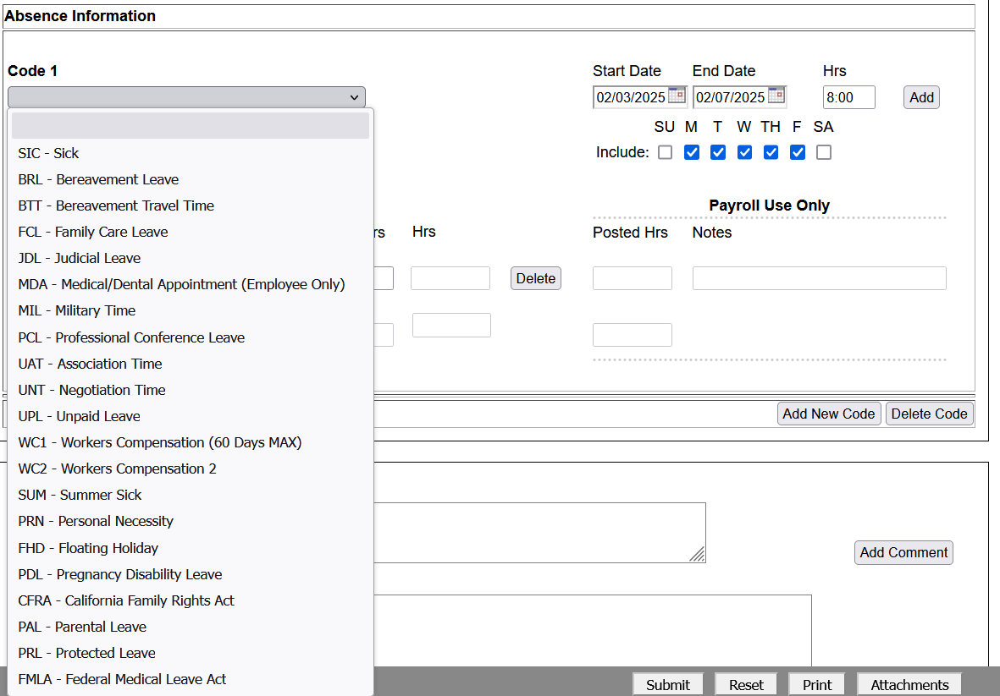 Absence Information
Code 1
Start Date End Date Hrs
02/03/2025 02/07/2025 8:00 Add
SU M T W TH F SA
Include:
SIC - Sick
BRL - Bereavement Leave
BTT - Bereavement Travel Time
FCL - Family Care Leave
JDL - Judicial Leave
MDA - Medical/Dental Appointment (Employee Only)
MIL - Military Time
PCL - Professional Conference Leave
UAT - Association Time
UNT - Negotiation Time
UPL - Unpaid Leave
WC1 - Workers Compensation (60 Days MAX)
WC2 - Workers Compensation 2
SUM - Summer Sick
PRN - Personal Necessity
FHD - Floating Holiday
PDL - Pregnancy Disability Leave
CFRA - California Family Rights Act
PAL - Parental Leave
PRL - Protected Leave
FMLA - Federal Medical Leave Act
Payroll Use Only
rs Hrs Posted Hrs Notes
Delete
Add New Code Delete Code
Add Comment
Submit Reset Print Attachments